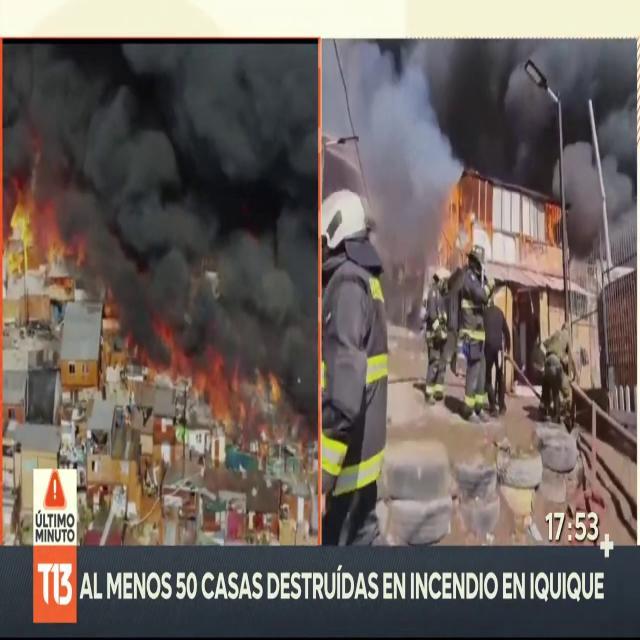 17:53
ÚLTIMO
MINUTO
T13 AL MENOS 50 CASAS DESTRUÍDAS EN INCENDIO EN IQUIQUE